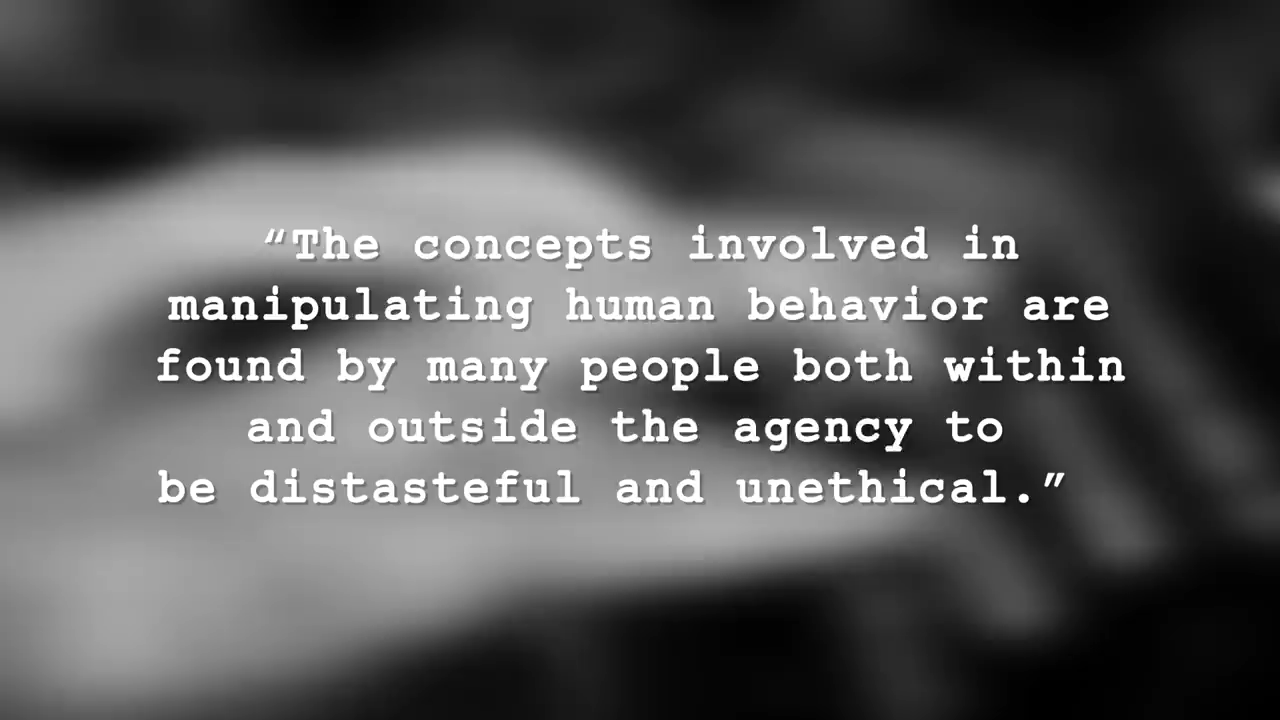 “The concepts involved in
manipulating human behavior are
found by many people both within
and outside the agency to
be distasteful and unethical.”